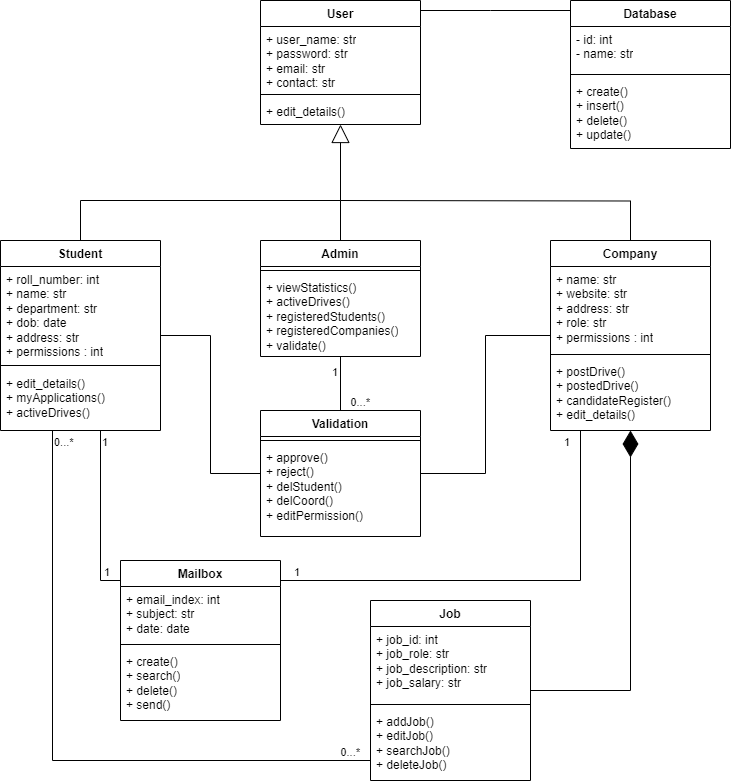 User
+ user_name: str
+ password: str
+ email: str
+ contact: str
+ edit_details()
Database
- id: int
- name: str
+ create()
+ insert()
+ delete()
+ update()
Student
+ roll_number: int
+ name: str
+ department: str
+ dob: date
+ address: str
+ permissions : int
+ edit_details()
+ myApplications()
+ activeDrives()
Admin
+ viewStatistics()
+ activeDrives()
+ registeredStudents()
+ registeredCompanies()
+ validate()
Company
+ name: str
+ website: str
+ address: str
+ role: str
+ permissions : int
+ postDrive()
+ postedDrive()
+ candidateRegister()
+ edit_details()
1
0...*
Validation
+ approve()
+ reject()
+ delStudent()
+ delCoord()
+ editPermission()
0...*
1
1
1
1
Mailbox
+ email_index: int
+ subject: str
+ date: date
+ create()
+ search()
+ delete()
+ send()
Job
+ job_id: int
+ job_role: str
+ job_description: str
+ job_salary: str
+ addJob()
+ editJob()
+ searchJob()
+ deleteJob()
0...*